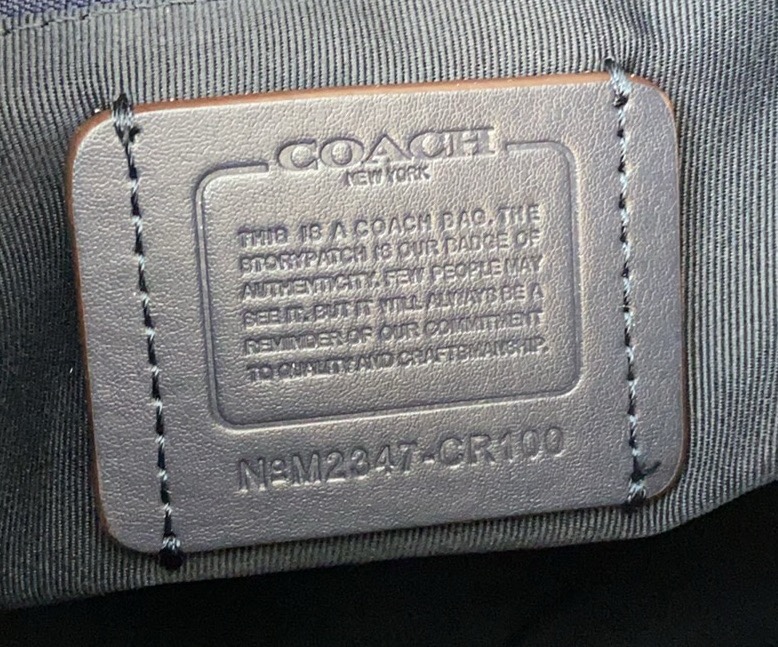 COACH
NEW YORK
THIS IS A COACH BAG. THE
STORYPATCH IS OUR BADGE OF
AUTHENTICITY. FEW PEOPLE MAY
SEE IT. BUT IT WILL ALWAYS BE A
REMINDER OF OUR COMMITMENT
TO QUALITY AND CRAFTSMANSHIP.
NºM2347-CR100